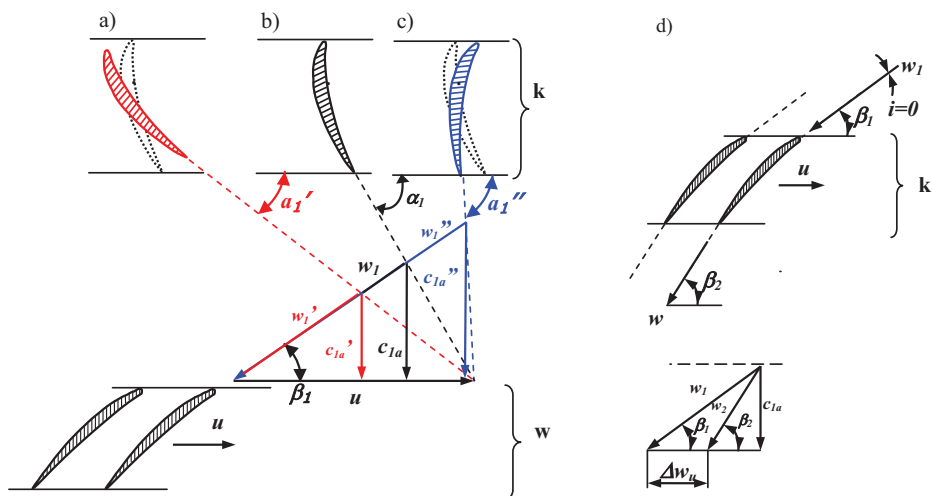 a)
b)
c)
d)
k
w₁
i=0
β₁
u
k
a₁′
α₁
a₁″
w₁″
w₁
c₁ₐ″
w₁′
c₁ₐ′
c₁ₐ
β₁
u
β₂
w
u
w
w₁
w₂
c₁ₐ
β₁
β₂
Δwᵤ